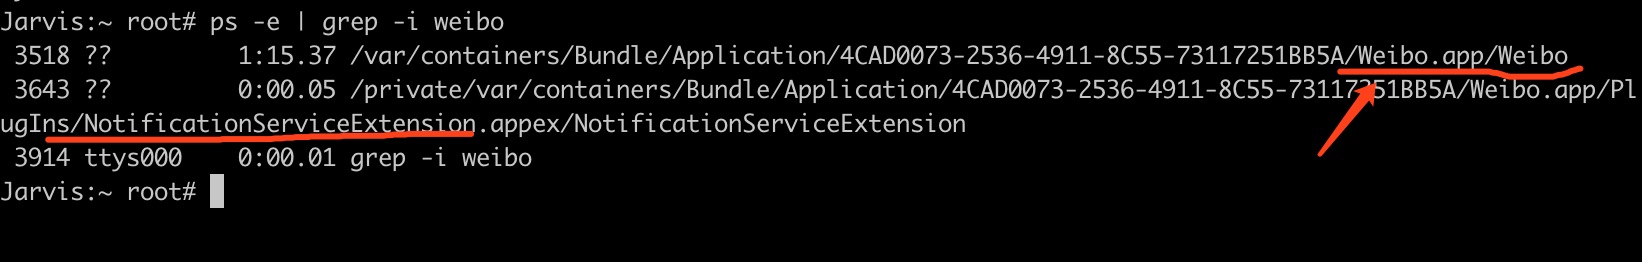 Jarvis:~ root# ps -e | grep -i weibo
 3518 ??         1:15.37 /var/containers/Bundle/Application/4CAD0073-2536-4911-8C55-73117251BB5A/Weibo.app/Weibo
 3643 ??         0:00.05 /private/var/containers/Bundle/Application/4CAD0073-2536-4911-8C55-73117251BB5A/Weibo.app/Pl
ugIns/NotificationServiceExtension.appex/NotificationServiceExtension
 3914 ttys000    0:00.01 grep -i weibo
Jarvis:~ root#